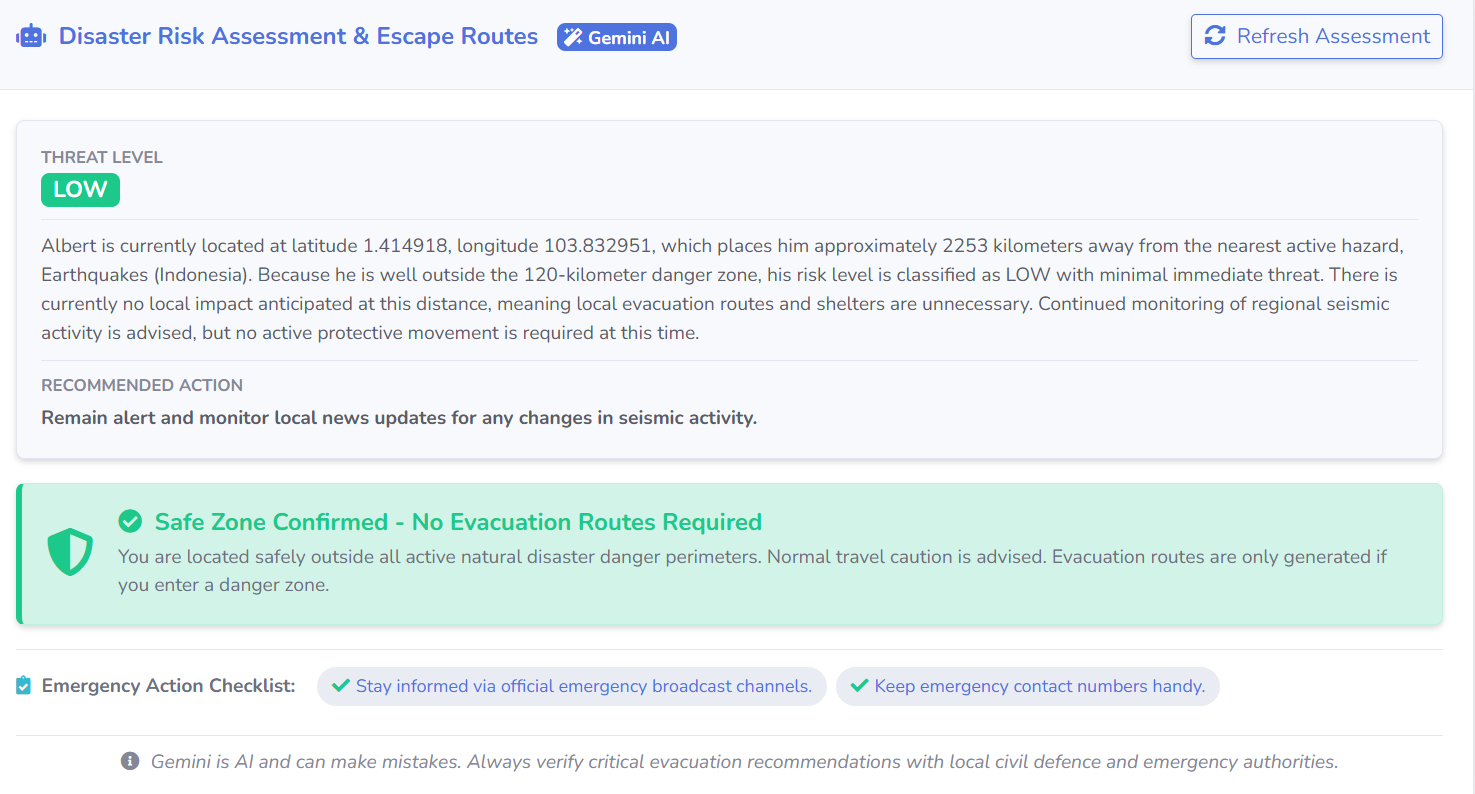 Disaster Risk Assessment & Escape Routes Gemini AI Refresh Assessment
THREAT LEVEL
LOW
Albert is currently located at latitude 1.414918, longitude 103.832951, which places him approximately 2253 kilometers away from the nearest active hazard,
Earthquakes (Indonesia). Because he is well outside the 120-kilometer danger zone, his risk level is classified as LOW with minimal immediate threat. There is
currently no local impact anticipated at this distance, meaning local evacuation routes and shelters are unnecessary. Continued monitoring of regional seismic
activity is advised, but no active protective movement is required at this time.
RECOMMENDED ACTION
Remain alert and monitor local news updates for any changes in seismic activity.
Safe Zone Confirmed - No Evacuation Routes Required
You are located safely outside all active natural disaster danger perimeters. Normal travel caution is advised. Evacuation routes are only generated if
you enter a danger zone.
Emergency Action Checklist: Stay informed via official emergency broadcast channels. Keep emergency contact numbers handy.
Gemini is AI and can make mistakes. Always verify critical evacuation recommendations with local civil defence and emergency authorities.